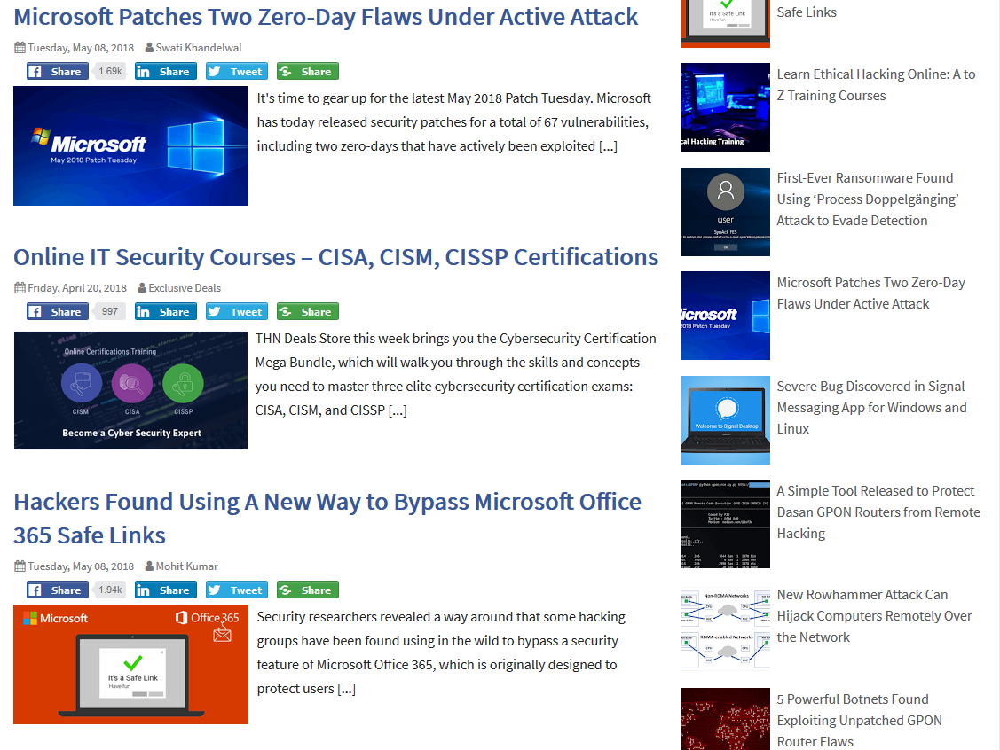 Microsoft Patches Two Zero-Day Flaws Under Active Attack
Tuesday, May 08, 2018 Swati Khandelwal
Share 1.69k Share Tweet Share
Microsoft
May 2018 Patch Tuesday
It's time to gear up for the latest May 2018 Patch Tuesday. Microsoft
has today released security patches for a total of 67 vulnerabilities,
including two zero-days that have actively been exploited [...]
Online IT Security Courses – CISA, CISM, CISSP Certifications
Friday, April 20, 2018 Exclusive Deals
Share 997 Share Tweet Share
Online Certifications Training
CISM CISA CISSP
Become a Cyber Security Expert
THN Deals Store this week brings you the Cybersecurity Certification
Mega Bundle, which will walk you through the skills and concepts
you need to master three elite cybersecurity certification exams:
CISA, CISM, and CISSP [...]
Hackers Found Using A New Way to Bypass Microsoft Office
365 Safe Links
Tuesday, May 08, 2018 Mohit Kumar
Share 1.94k Share Tweet Share
Microsoft
Office 365
It's a Safe Link
Have fun
Security researchers revealed a way around that some hacking
groups have been found using in the wild to bypass a security
feature of Microsoft Office 365, which is originally designed to
protect users [...]
It's a Safe Link
Have fun
Safe Links
cal Hacking Training
Learn Ethical Hacking Online: A to
Z Training Courses
user
SynAck FES
OK
First-Ever Ransomware Found
Using ‘Process Doppelgänging’
Attack to Evade Detection
icrosoft
18 Patch Tuesday
Microsoft Patches Two Zero-Day
Flaws Under Active Attack
Welcome to Signal Desktop
Severe Bug Discovered in Signal
Messaging App for Windows and
Linux
A Simple Tool Released to Protect
Dasan GPON Routers from Remote
Hacking
Non-RDMA Networks
CPU CPU
RDMA-enabled Networks
New Rowhammer Attack Can
Hijack Computers Remotely Over
the Network
5 Powerful Botnets Found
Exploiting Unpatched GPON
Router Flaws